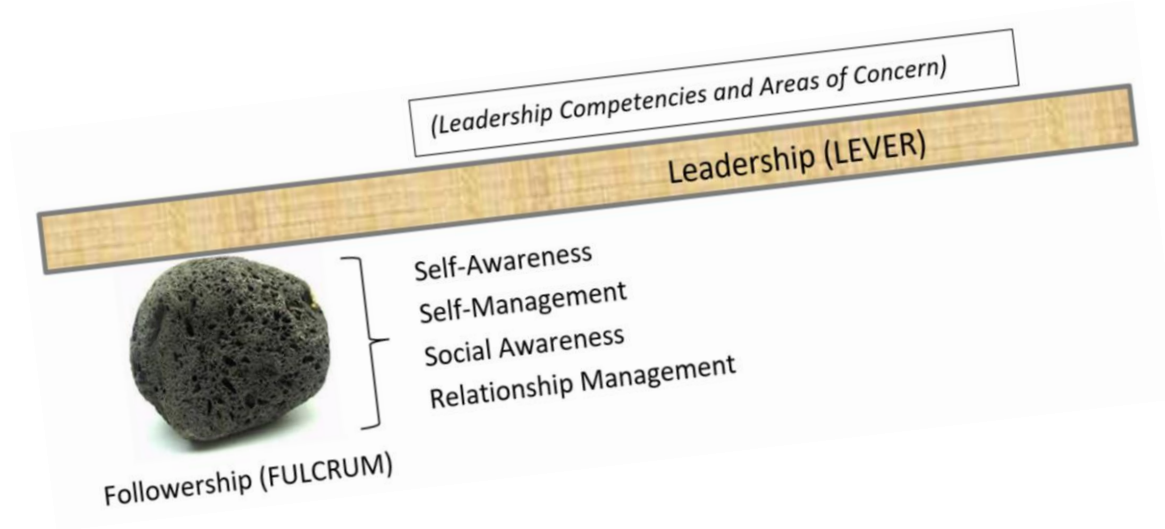 (Leadership Competencies and Areas of Concern)
Leadership (LEVER)
Self-Awareness
Self-Management
Social Awareness
Relationship Management
Followership (FULCRUM)